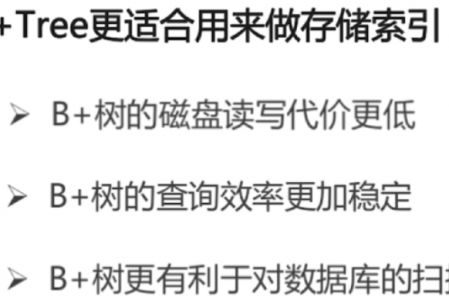 +Tree更适合用来做存储索引
➢ B+树的磁盘读写代价更低
➢ B+树的查询效率更加稳定
➢ B+树更有利于对数据库的扫